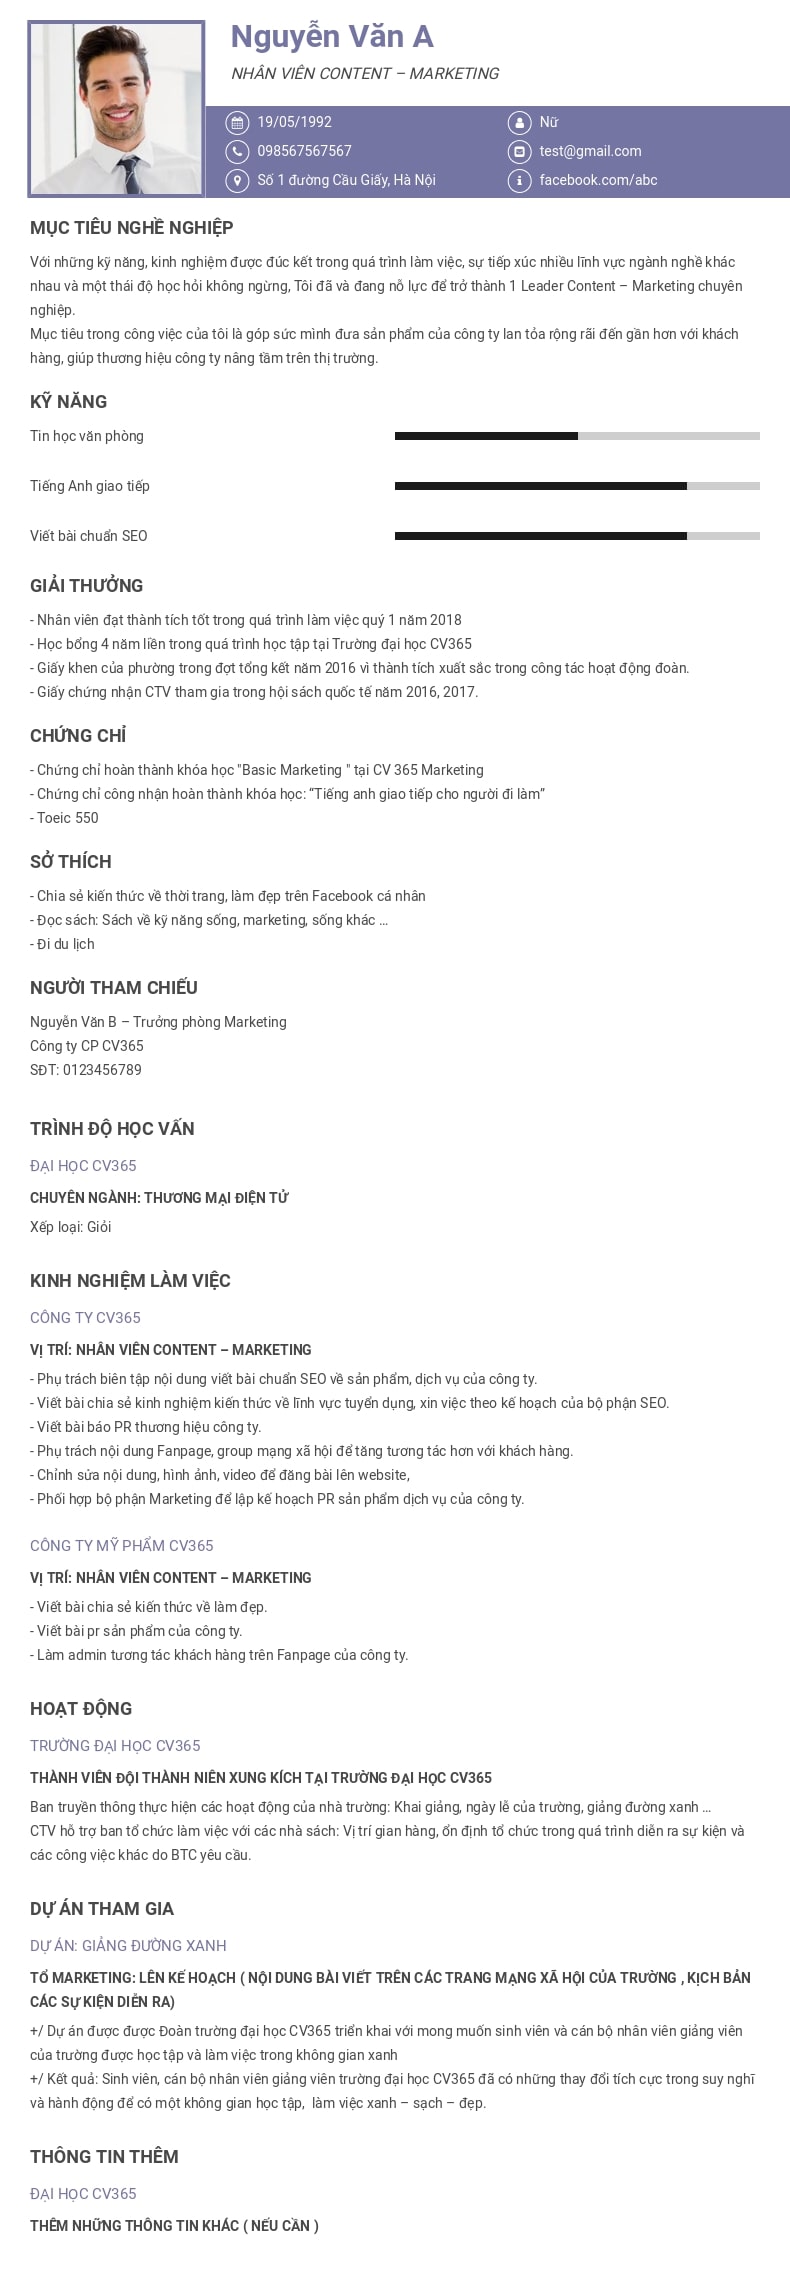 Nguyễn Văn A
NHÂN VIÊN CONTENT – MARKETING
19/05/1992
Nữ
098567567567
test@gmail.com
Số 1 đường Cầu Giấy, Hà Nội
facebook.com/abc
MỤC TIÊU NGHỀ NGHIỆP
Với những kỹ năng, kinh nghiệm được đúc kết trong quá trình làm việc, sự tiếp xúc nhiều lĩnh vực ngành nghề khác
nhau và một thái độ học hỏi không ngừng, Tôi đã và đang nỗ lực để trở thành 1 Leader Content – Marketing chuyên
nghiệp.
Mục tiêu trong công việc của tôi là góp sức mình đưa sản phẩm của công ty lan tỏa rộng rãi đến gần hơn với khách
hàng, giúp thương hiệu công ty nâng tầm trên thị trường.
KỸ NĂNG
Tin học văn phòng
Tiếng Anh giao tiếp
Viết bài chuẩn SEO
GIẢI THƯỞNG
- Nhân viên đạt thành tích tốt trong quá trình làm việc quý 1 năm 2018
- Học bổng 4 năm liền trong quá trình học tập tại Trường đại học CV365
- Giấy khen của phường trong đợt tổng kết năm 2016 vì thành tích xuất sắc trong công tác hoạt động đoàn.
- Giấy chứng nhận CTV tham gia trong hội sách quốc tế năm 2016, 2017.
CHỨNG CHỈ
- Chứng chỉ hoàn thành khóa học "Basic Marketing " tại CV 365 Marketing
- Chứng chỉ công nhận hoàn thành khóa học: “Tiếng anh giao tiếp cho người đi làm”
- Toeic 550
SỞ THÍCH
- Chia sẻ kiến thức về thời trang, làm đẹp trên Facebook cá nhân
- Đọc sách: Sách về kỹ năng sống, marketing, sống khác ...
- Đi du lịch
NGƯỜI THAM CHIẾU
Nguyễn Văn B – Trưởng phòng Marketing
Công ty CP CV365
SĐT: 0123456789
TRÌNH ĐỘ HỌC VẤN
ĐẠI HỌC CV365
CHUYÊN NGÀNH: THƯƠNG MẠI ĐIỆN TỬ
Xếp loại: Giỏi
KINH NGHIỆM LÀM VIỆC
CÔNG TY CV365
VỊ TRÍ: NHÂN VIÊN CONTENT – MARKETING
- Phụ trách biên tập nội dung viết bài chuẩn SEO về sản phẩm, dịch vụ của công ty.
- Viết bài chia sẻ kinh nghiệm kiến thức về lĩnh vực tuyển dụng, xin việc theo kế hoạch của bộ phận SEO.
- Viết bài báo PR thương hiệu công ty.
- Phụ trách nội dung Fanpage, group mạng xã hội để tăng tương tác hơn với khách hàng.
- Chỉnh sửa nội dung, hình ảnh, video để đăng bài lên website,
- Phối hợp bộ phận Marketing để lập kế hoạch PR sản phẩm dịch vụ của công ty.
CÔNG TY MỸ PHẨM CV365
VỊ TRÍ: NHÂN VIÊN CONTENT – MARKETING
- Viết bài chia sẻ kiến thức về làm đẹp.
- Viết bài pr sản phẩm của công ty.
- Làm admin tương tác khách hàng trên Fanpage của công ty.
HOẠT ĐỘNG
TRƯỜNG ĐẠI HỌC CV365
THÀNH VIÊN ĐỘI THÀNH NIÊN XUNG KÍCH TẠI TRƯỜNG ĐẠI HỌC CV365
Ban truyền thông thực hiện các hoạt động của nhà trường: Khai giảng, ngày lễ của trường, giảng đường xanh ...
CTV hỗ trợ ban tổ chức làm việc với các nhà sách: Vị trí gian hàng, ổn định tổ chức trong quá trình diễn ra sự kiện và
các công việc khác do BTC yêu cầu.
DỰ ÁN THAM GIA
DỰ ÁN: GIẢNG ĐƯỜNG XANH
TỔ MARKETING: LÊN KẾ HOẠCH ( NỘI DUNG BÀI VIẾT TRÊN CÁC TRANG MẠNG XÃ HỘI CỦA TRƯỜNG , KỊCH BẢN
CÁC SỰ KIỆN DIỄN RA)
+/ Dự án được được Đoàn trường đại học CV365 triển khai với mong muốn sinh viên và cán bộ nhân viên giảng viên
của trường được học tập và làm việc trong không gian xanh
+/ Kết quả: Sinh viên, cán bộ nhân viên giảng viên trường đại học CV365 đã có những thay đổi tích cực trong suy nghĩ
và hành động để có một không gian học tập,  làm việc xanh – sạch – đẹp.
THÔNG TIN THÊM
ĐẠI HỌC CV365
THÊM NHỮNG THÔNG TIN KHÁC ( NẾU CẦN )